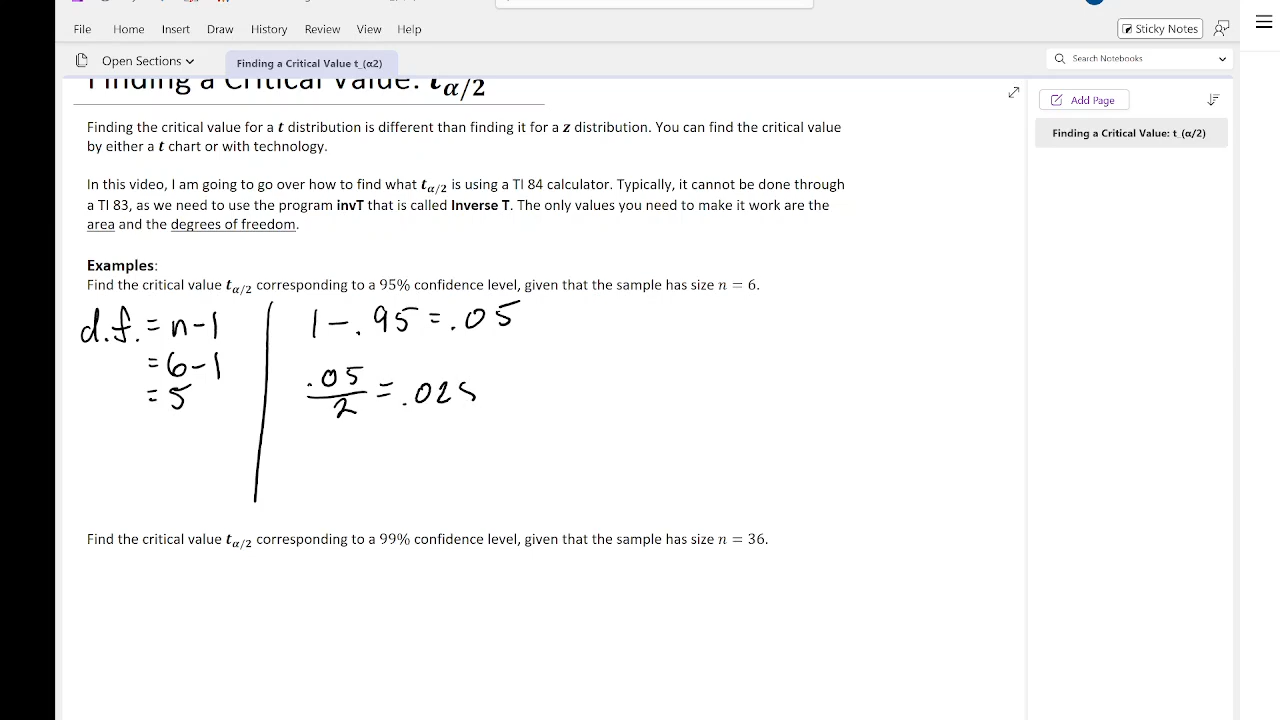 File Home Insert Draw History Review View Help Sticky Notes
Open Sections Finding a Critical Value t_(α2) Search Notebooks
Finding a Critical Value: tα/2
Add Page
Finding a Critical Value: t_(α/2)
Finding the critical value for a t distribution is different than finding it for a z distribution. You can find the critical value
by either a t chart or with technology.
In this video, I am going to go over how to find what tα/2 is using a TI 84 calculator. Typically, it cannot be done through
a TI 83, as we need to use the program invT that is called Inverse T. The only values you need to make it work are the
area and the degrees of freedom.
Examples:
Find the critical value tα/2 corresponding to a 95% confidence level, given that the sample has size n = 6.
d.f. = n-1
= 6-1
= 5
1 - .95 = .05
.05/2 = .025
Find the critical value tα/2 corresponding to a 99% confidence level, given that the sample has size n = 36.